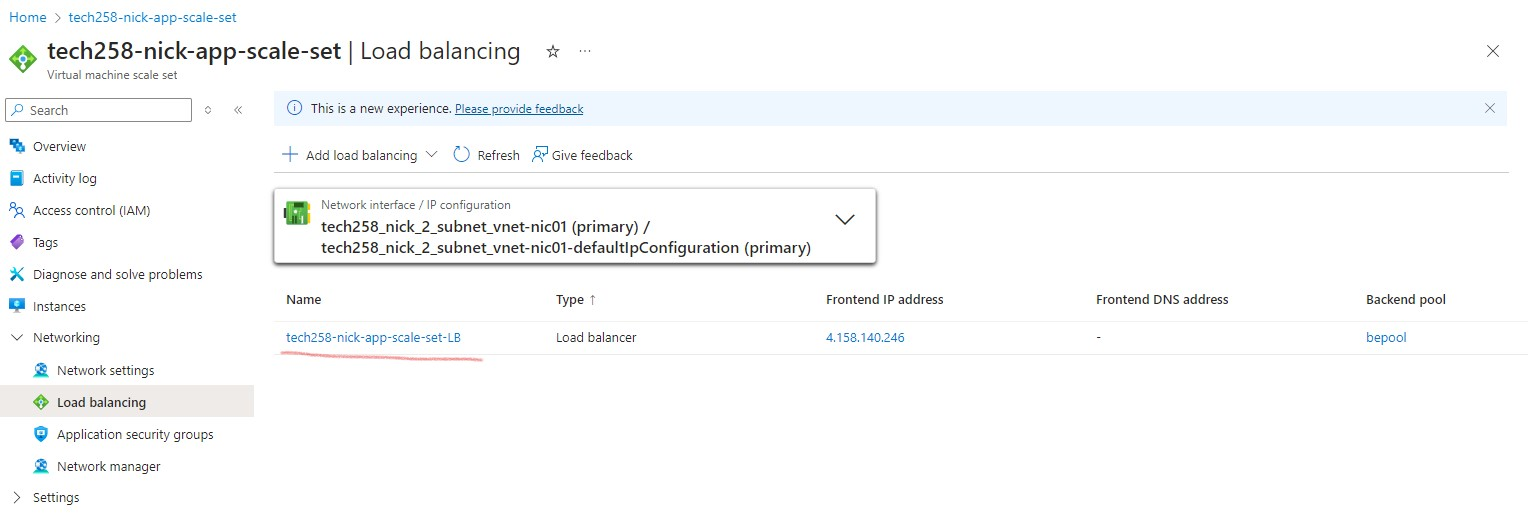 Home > tech258-nick-app-scale-set
tech258-nick-app-scale-set | Load balancing
Virtual machine scale set
Search
Overview
Activity log
Access control (IAM)
Tags
Diagnose and solve problems
Instances
Networking
Network settings
Load balancing
Application security groups
Network manager
Settings
This is a new experience. Please provide feedback
Add load balancing Refresh Give feedback
Network interface / IP configuration
tech258_nick_2_subnet_vnet-nic01 (primary) /
tech258_nick_2_subnet_vnet-nic01-defaultIpConfiguration (primary)
Name Type ↑ Frontend IP address Frontend DNS address Backend pool
tech258-nick-app-scale-set-LB Load balancer 4.158.140.246 - bepool